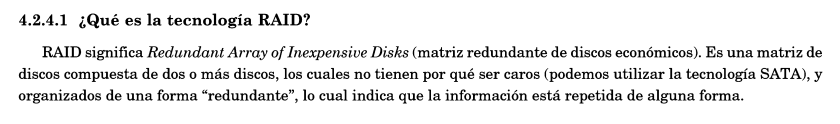 4.2.4.1 ¿Qué es la tecnología RAID?
RAID significa Redundant Array of Inexpensive Disks (matriz redundante de discos económicos). Es una matriz de
discos compuesta de dos o más discos, los cuales no tienen por qué ser caros (podemos utilizar la tecnología SATA), y
organizados de una forma “redundante”, lo cual indica que la información está repetida de alguna forma.